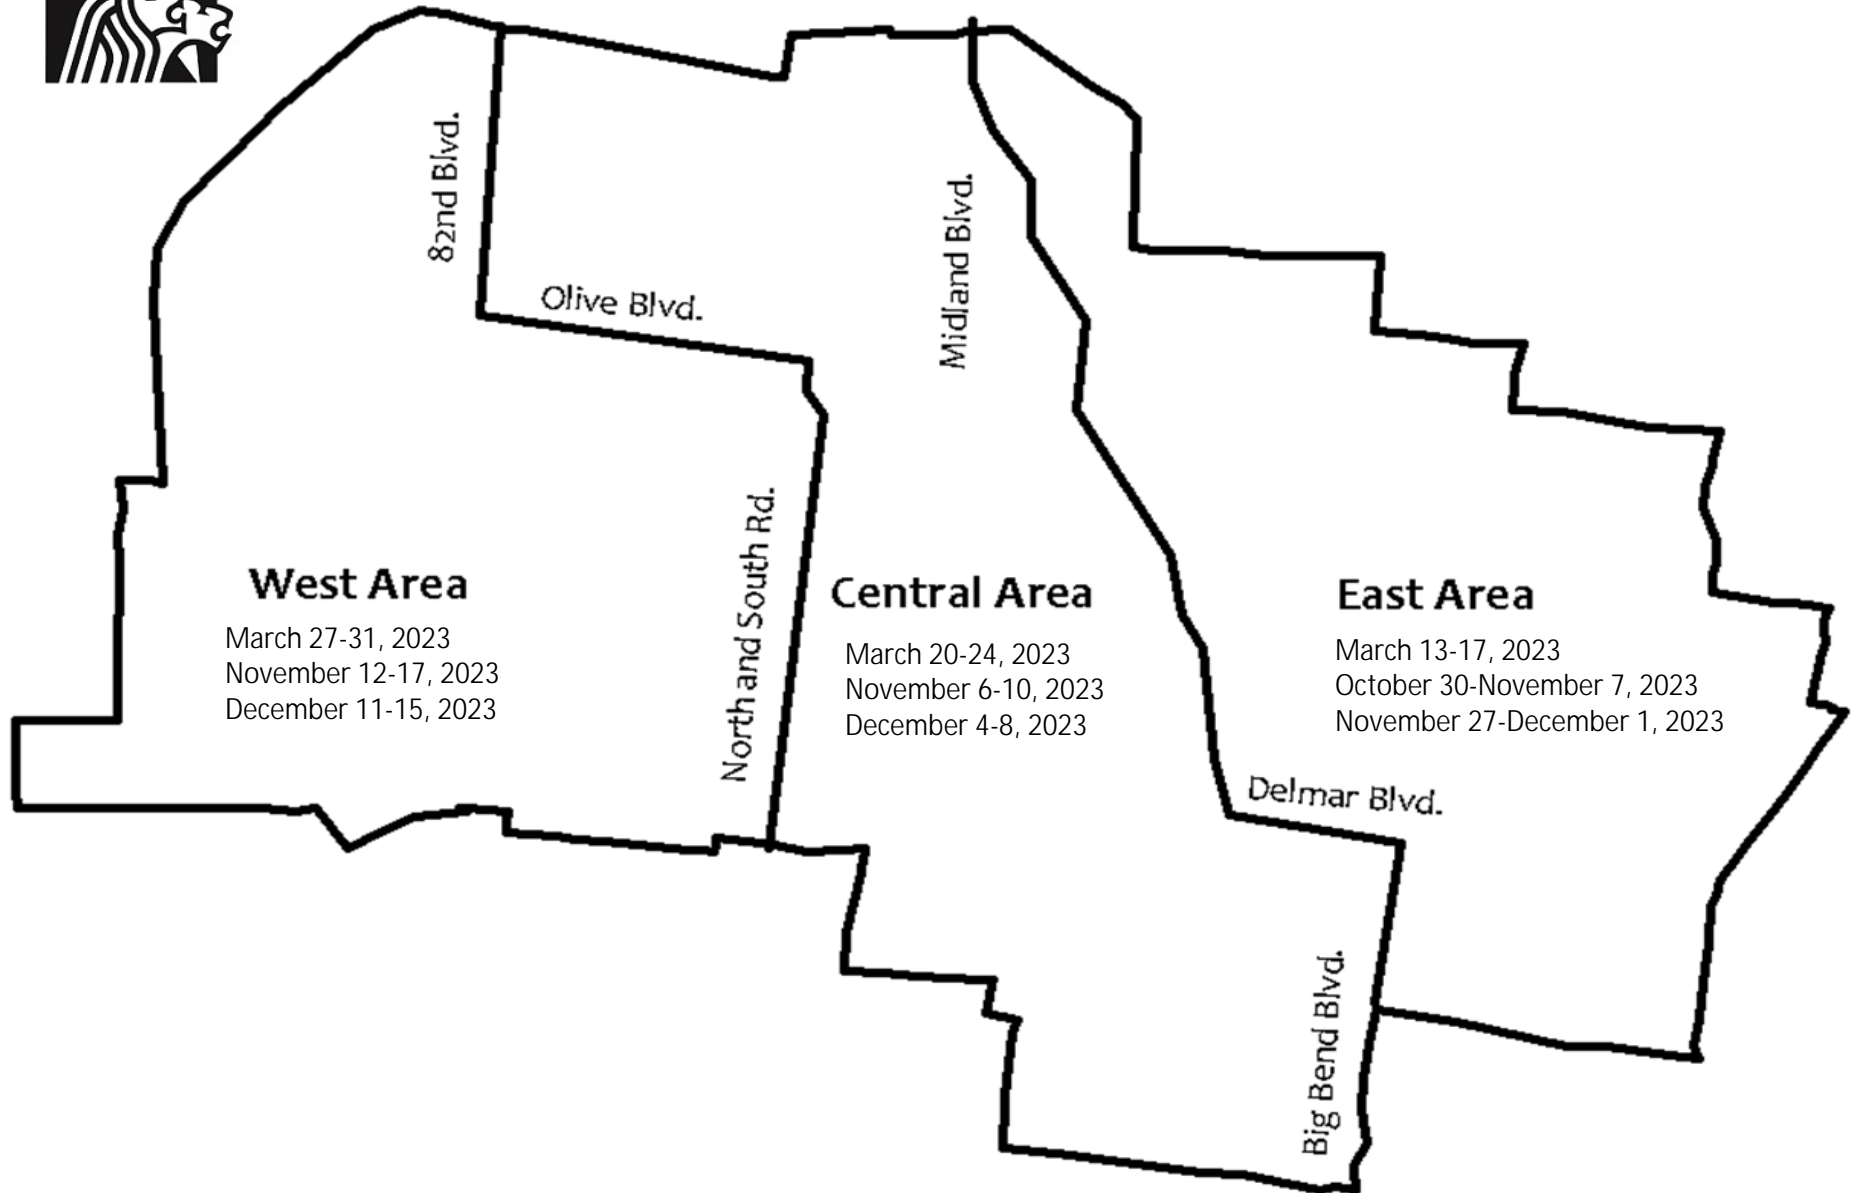 82nd Blvd.
Olive Blvd.
Midland Blvd.
North and South Rd.
West Area
March 27-31, 2023
November 12-17, 2023
December 11-15, 2023
Central Area
March 20-24, 2023
November 6-10, 2023
December 4-8, 2023
East Area
March 13-17, 2023
October 30-November 7, 2023
November 27-December 1, 2023
Delmar Blvd.
Big Bend Blvd.